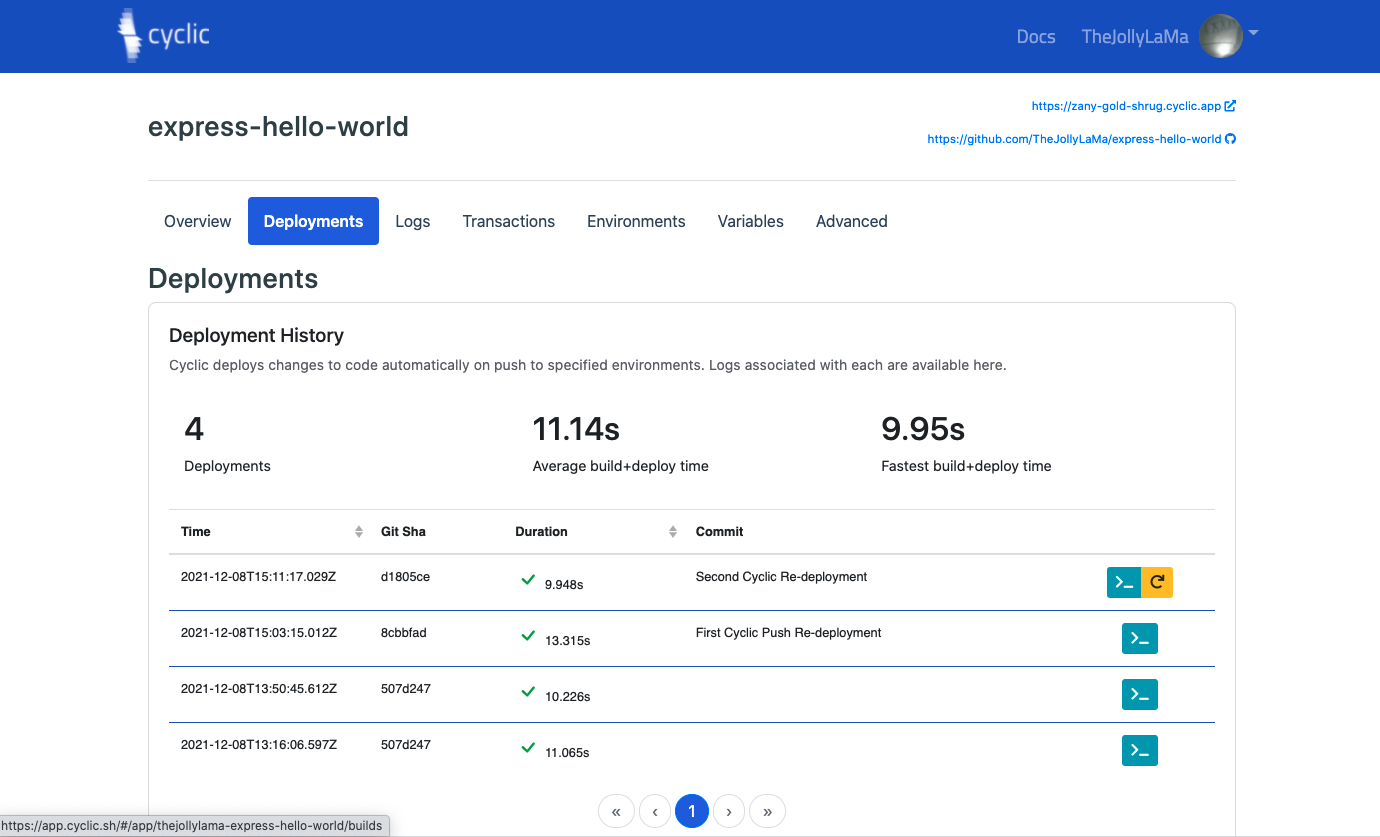 cyclic
Docs TheJollyLaMa
express-hello-world
https://zany-gold-shrug.cyclic.app
https://github.com/TheJollyLaMa/express-hello-world
Overview Deployments Logs Transactions Environments Variables Advanced
Deployments
Deployment History
Cyclic deploys changes to code automatically on push to specified environments. Logs associated with each are available here.
4 11.14s 9.95s
Deployments Average build+deploy time Fastest build+deploy time
Time Git Sha Duration Commit
2021-12-08T15:11:17.029Z d1805ce 9.948s Second Cyclic Re-deployment
2021-12-08T15:03:15.012Z 8cbbfad 13.315s First Cyclic Push Re-deployment
2021-12-08T13:50:45.612Z 507d247 10.226s
2021-12-08T13:16:06.597Z 507d247 11.065s
« ‹ 1 › »
https://app.cyclic.sh/#/app/thejollylama-express-hello-world/builds